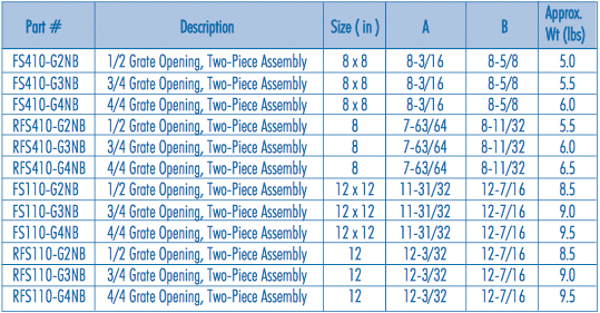 Part # Description Size ( in ) A B Approx. Wt (lbs)
FS410-G2NB 1/2 Grate Opening, Two-Piece Assembly 8 x 8 8-3/16 8-5/8 5.0
FS410-G3NB 3/4 Grate Opening, Two-Piece Assembly 8 x 8 8-3/16 8-5/8 5.5
FS410-G4NB 4/4 Grate Opening, Two-Piece Assembly 8 x 8 8-3/16 8-5/8 6.0
RFS410-G2NB 1/2 Grate Opening, Two-Piece Assembly 8 7-63/64 8-11/32 5.5
RFS410-G3NB 3/4 Grate Opening, Two-Piece Assembly 8 7-63/64 8-11/32 6.0
RFS410-G4NB 4/4 Grate Opening, Two-Piece Assembly 8 7-63/64 8-11/32 6.5
FS110-G2NB 1/2 Grate Opening, Two-Piece Assembly 12 x 12 11-31/32 12-7/16 8.5
FS110-G3NB 3/4 Grate Opening, Two-Piece Assembly 12 x 12 11-31/32 12-7/16 9.0
FS110-G4NB 4/4 Grate Opening, Two-Piece Assembly 12 x 12 11-31/32 12-7/16 9.5
RFS110-G2NB 1/2 Grate Opening, Two-Piece Assembly 12 12-3/32 12-7/16 8.5
RFS110-G3NB 3/4 Grate Opening, Two-Piece Assembly 12 12-3/32 12-7/16 9.0
RFS110-G4NB 4/4 Grate Opening, Two-Piece Assembly 12 12-3/32 12-7/16 9.5